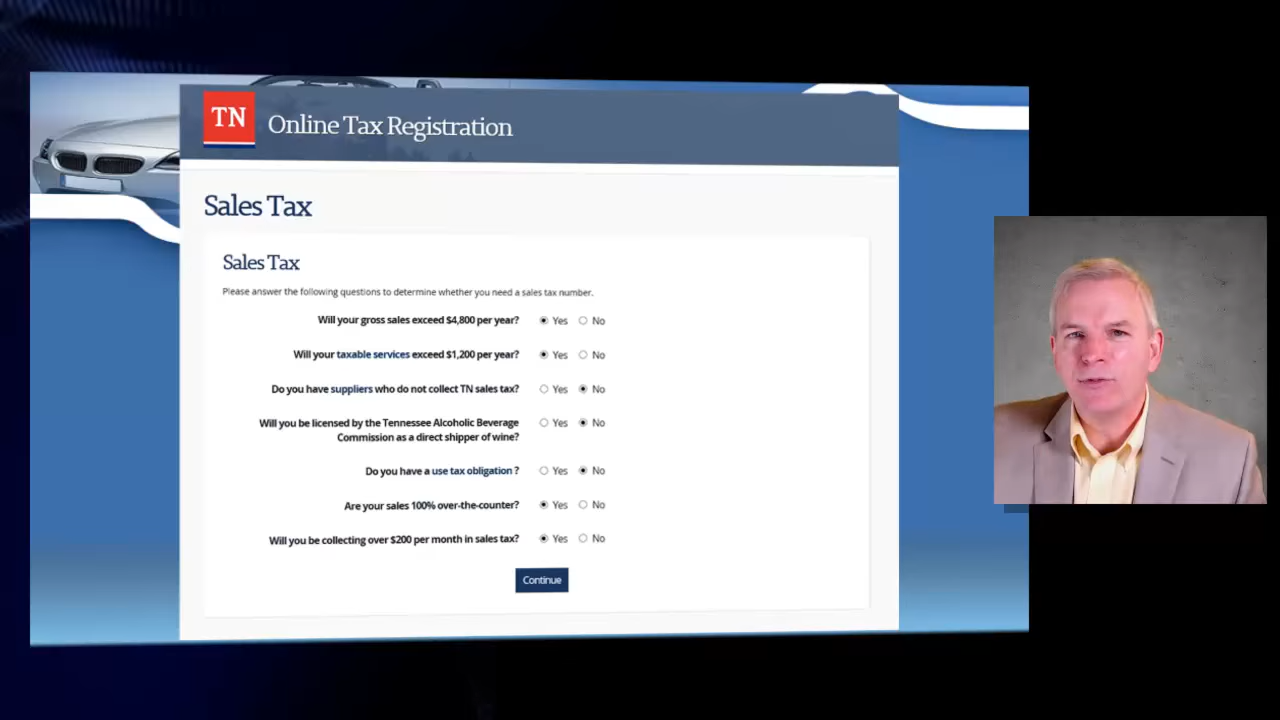 TN
Online Tax Registration
Sales Tax
Sales Tax
Please answer the following questions to determine whether you need a sales tax number.
Will your gross sales exceed $4,800 per year? Yes No
Will your taxable services exceed $1,200 per year? Yes No
Do you have suppliers who do not collect TN sales tax? Yes No
Will you be licensed by the Tennessee Alcoholic Beverage Yes No
Commission as a direct shipper of wine?
Do you have a use tax obligation ? Yes No
Are your sales 100% over-the-counter? Yes No
Will you be collecting over $200 per month in sales tax? Yes No
Continue